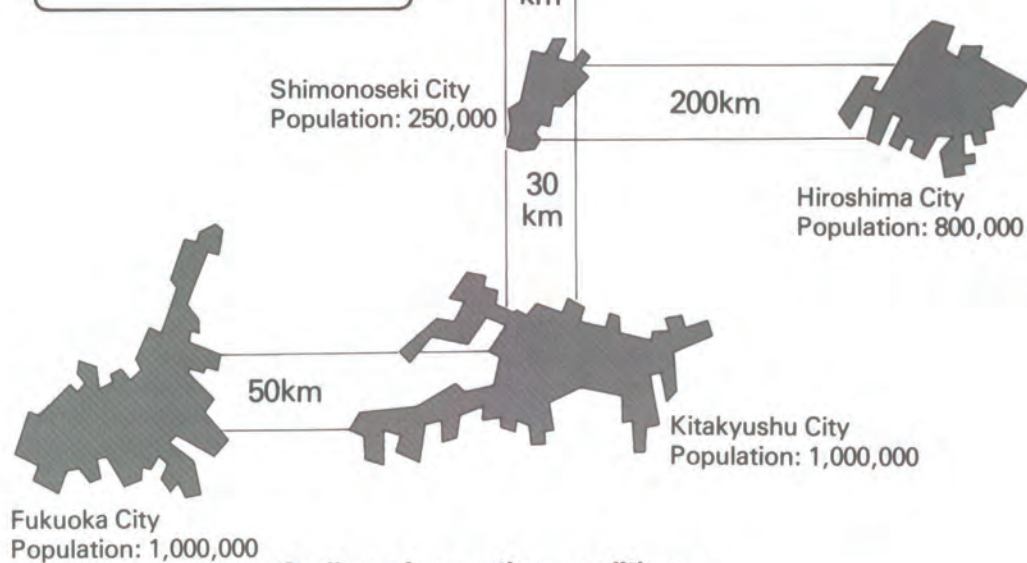 km
Shimonoseki City
Population: 250,000
200km
30
km
Hiroshima City
Population: 800,000
50km
Kitakyushu City
Population: 1,000,000
Fukuoka City
Population: 1,000,000